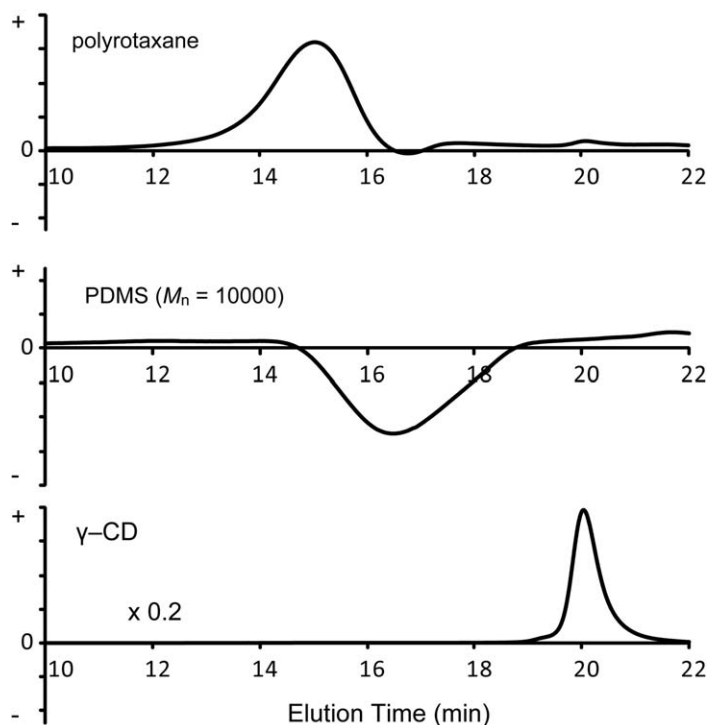 +
polyrotaxane
0
10 12 14 16 18 20 22
-
+
PDMS (Mn = 10000)
0
10 12 14 16 18 20 22
-
+
γ–CD
x 0.2
0
10 12 14 16 18 20 22
-
Elution Time (min)